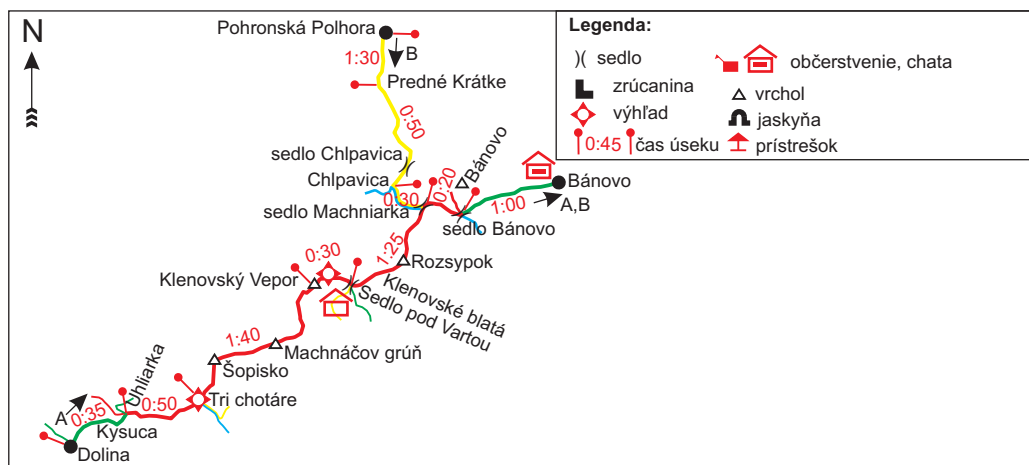 N
Pohronská Polhora
B
1:30
Predné Krátke
0:50
sedlo Chlpavica
Chlpavica
0:30
sedlo Machniarka
0:20
Bánovo
Bánovo
1:00
A,B
sedlo Bánovo
1:25
Rozsypok
0:30
Klenovský Vepor
Klenovské blatá
Sedlo pod Vartou
1:40
Machnáčov grúň
Šopisko
Uhliarka
Tri chotáre
A
0:35
0:50
Kysuca
Dolina
Legenda:
sedlo
občerstvenie, chata
zrúcanina
vrchol
výhľad
jaskyňa
0:45
čas úseku
prístrešok